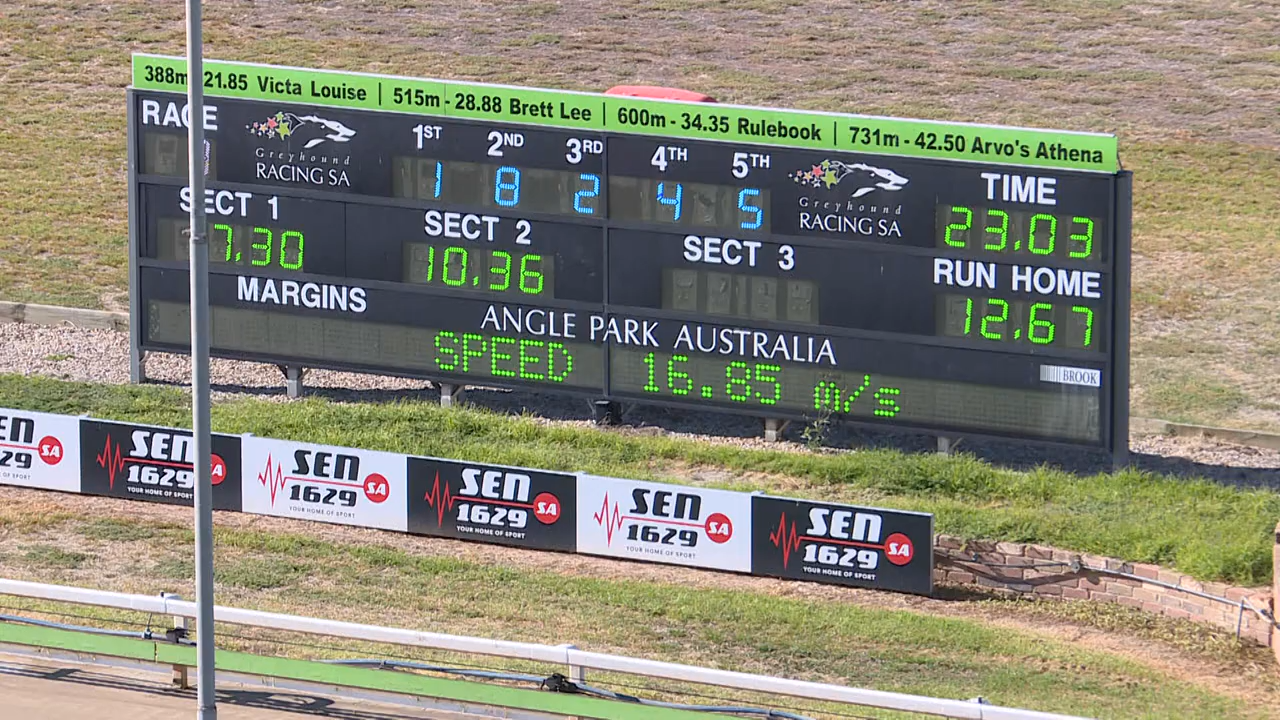 388m 21.85 Victa Louise | 515m - 28.88 Brett Lee | 600m - 34.35 Rulebook | 731m - 42.50 Arvo's Athena
RACE
Greyhound
RACING SA
1ST 2ND 3RD 4TH 5TH
1 8 2 4 5
Greyhound
RACING SA
TIME
23.03
SECT 1
7.30
SECT 2
10.36
SECT 3
RUN HOME
12.67
MARGINS
ANGLE PARK AUSTRALIA
SPEED 16.85 m/s
BROOK
EN
29 SA
OF SPORT
SEN
1629 SA
YOUR HOME OF SPORT
SEN
1629 SA
YOUR HOME OF SPORT
SEN
1629 SA
YOUR HOME OF SPORT
SEN
1629 SA
YOUR HOME OF SPORT
SEN
1629 SA
YOUR HOME OF SPORT